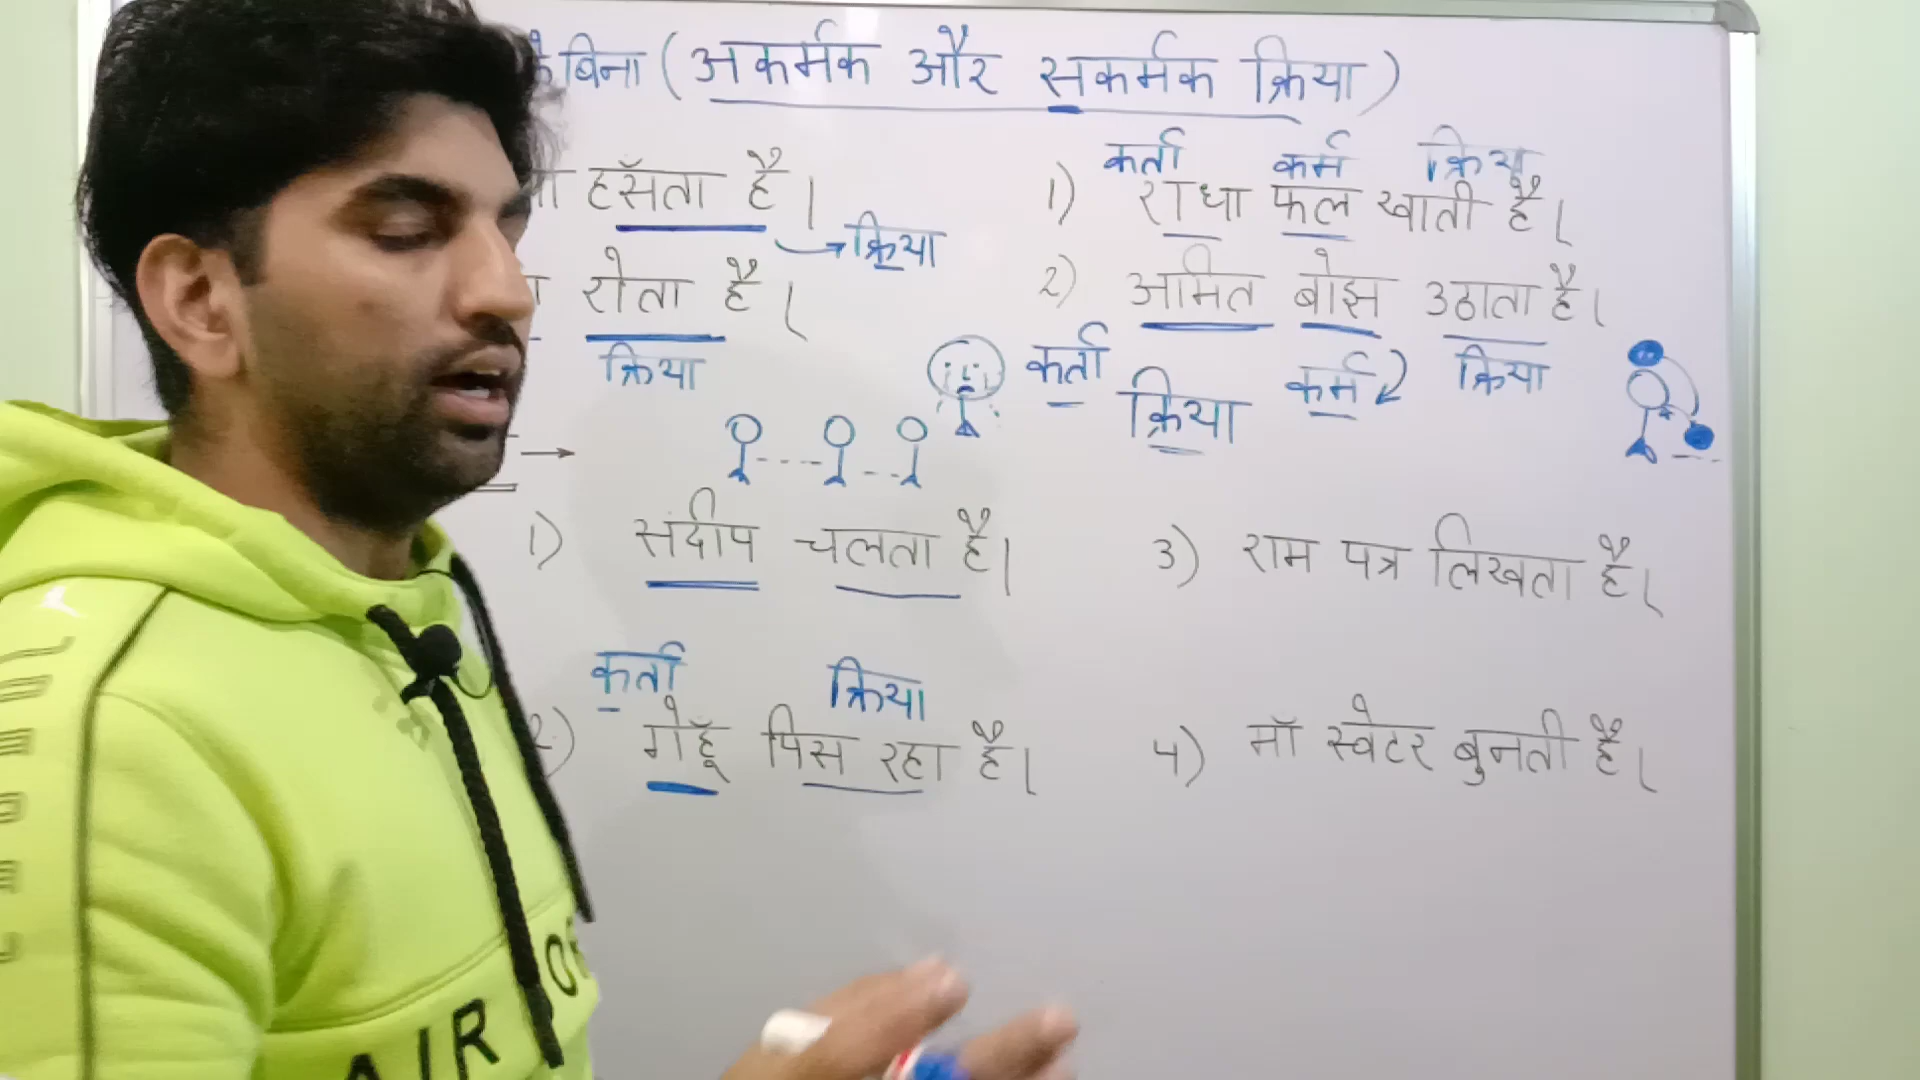 के बिना (अकर्मक और सकर्मक क्रिया)
हँसता है।
क्रिया
रोता है।
क्रिया
1) संदीप चलता है।
कर्ता क्रिया
2) गेहूँ पिस रहा है।
कर्ता कर्म क्रिया
1) राधा फल खाती है।
2) अमित बोझ उठाता है।
कर्ता कर्म क्रिया
क्रिया
3) राम पत्र लिखता है।
4) माँ स्वेटर बुनती है।
AIR